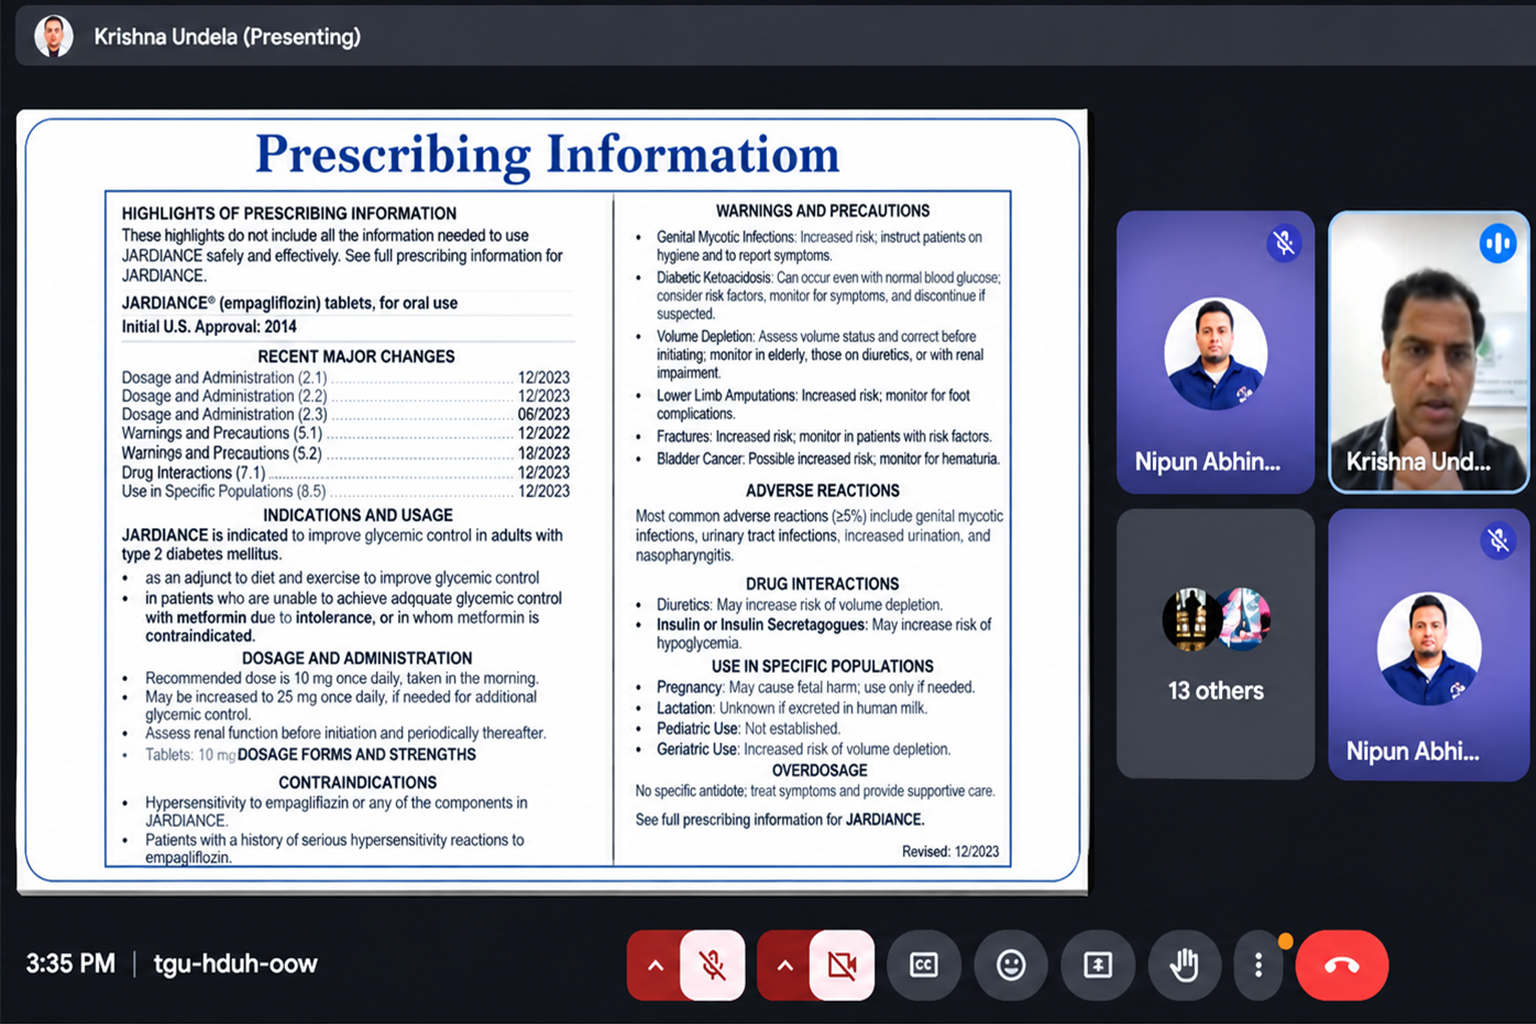 Krishna Undela (Presenting)
Prescribing Informatiom
HIGHLIGHTS OF PRESCRIBING INFORMATION
These highlights do not include all the information needed to use
JARDIANCE safely and effectively. See full prescribing information for
JARDIANCE.
JARDIANCE® (empagliflozin) tablets, for oral use
Initial U.S. Approval: 2014
RECENT MAJOR CHANGES
Dosage and Administration (2.1) ........................ 12/2023
Dosage and Administration (2.2) ........................ 12/2023
Dosage and Administration (2.3) ........................ 06/2023
Warnings and Precautions (5.1) ........................ 12/2022
Warnings and Precautions (5.2) ........................ 13/2023
Drug Interactions (7.1) ........................ 12/2023
Use in Specific Populations (8.5) ........................ 12/2023
INDICATIONS AND USAGE
JARDIANCE is indicated to improve glycemic control in adults with
type 2 diabetes mellitus.
• as an adjunct to diet and exercise to improve glycemic control
• in patients who are unable to achieve adqquate glycemic control
with metformin due to intolerance, or in whom metformin is
contraindicated.
DOSAGE AND ADMINISTRATION
• Recommended dose is 10 mg once daily, taken in the morning.
• May be increased to 25 mg once daily, if needed for additional
glycemic control.
• Assess renal function before initiation and periodically thereafter.
• Tablets: 10 mg DOSAGE FORMS AND STRENGTHS
CONTRAINDICATIONS
• Hypersensitivity to empagliflazin or any of the components in
JARDIANCE.
• Patients with a history of serious hypersensitivity reactions to
empagliflozin.
WARNINGS AND PRECAUTIONS
• Genital Mycotic Infections: Increased risk; instruct patients on
hygiene and to report symptoms.
• Diabetic Ketoacidosis: Can occur even with normal blood glucose;
consider risk factors, monitor for symptoms, and discontinue if
suspected.
• Volume Depletion: Assess volume status and correct before
initiating; monitor in elderly, those on diuretics, or with renal
impairment.
• Lower Limb Amputations: Increased risk; monitor for foot
complications.
• Fractures: Increased risk; monitor in patients with risk factors.
• Bladder Cancer: Possible increased risk; monitor for hematuria.
ADVERSE REACTIONS
Most common adverse reactions (≥5%) include genital mycotic
infections, urinary tract infections, increased urination, and
nasopharyngitis.
DRUG INTERACTIONS
• Diuretics: May increase risk of volume depletion.
• Insulin or Insulin Secretagogues: May increase risk of
hypoglycemia.
USE IN SPECIFIC POPULATIONS
• Pregnancy: May cause fetal harm; use only if needed.
• Lactation: Unknown if excreted in human milk.
• Pediatric Use: Not established.
• Geriatric Use: Increased risk of volume depletion.
OVERDOSAGE
No specific antidote; treat symptoms and provide supportive care.
See full prescribing information for JARDIANCE.
Revised: 12/2023
Nipun Abhin...
Krishna Und...
13 others
Nipun Abhi...
3:35 PM | tgu-hduh-oow
CC